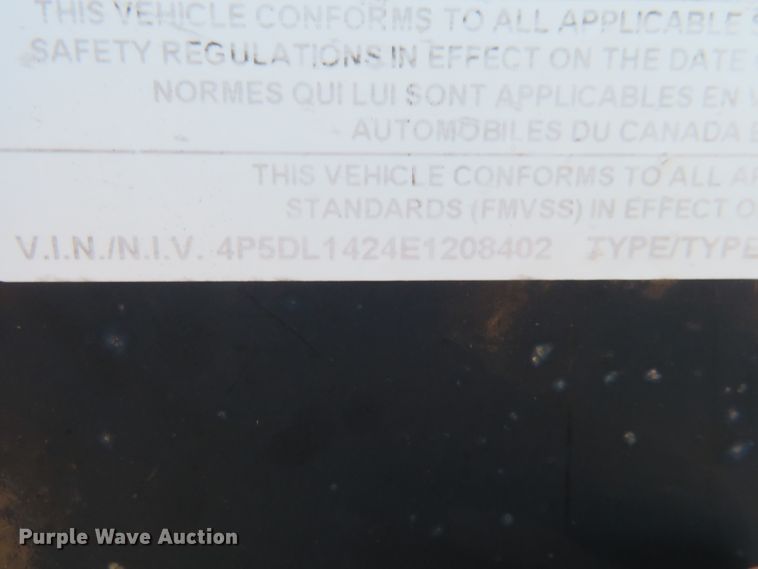 THIS VEHICLE CONFORMS TO ALL APPLICABLE
SAFETY REGULATIONS IN EFFECT ON THE DATE
NORMES QUI LUI SONT APPLICABLES EN
AUTOMOBILES DU CANADA
THIS VEHICLE CONFORMS TO ALL
STANDARDS (FMVSS) IN EFFECT
V.I.N./N.I.V. 4P5DL1424E1208402 TYPE/TYPE
Purple Wave Auction